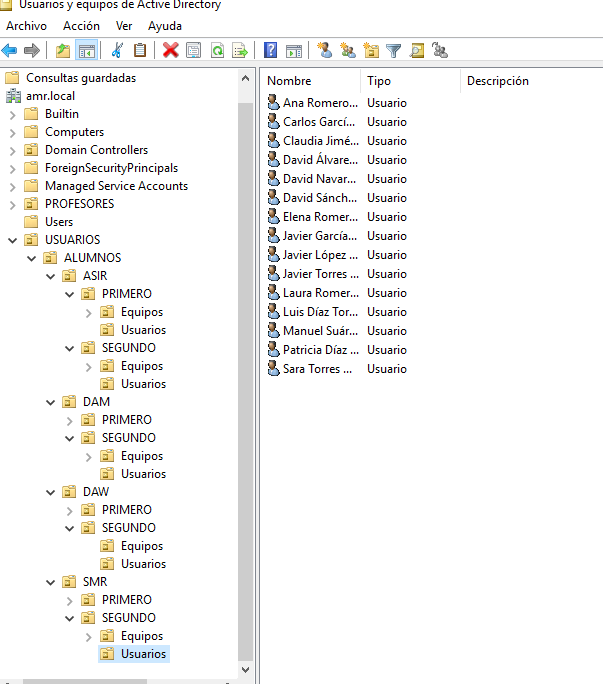 Usuarios y equipos de Active Directory
Archivo Acción Ver Ayuda
Consultas guardadas
amr.local
Builtin
Computers
Domain Controllers
ForeignSecurityPrincipals
Managed Service Accounts
PROFESORES
Users
USUARIOS
ALUMNOS
ASIR
PRIMERO
Equipos
Usuarios
SEGUNDO
Equipos
Usuarios
DAM
PRIMERO
SEGUNDO
Equipos
Usuarios
DAW
PRIMERO
SEGUNDO
Equipos
Usuarios
SMR
PRIMERO
SEGUNDO
Equipos
Usuarios
Nombre Tipo Descripción
Ana Romero... Usuario
Carlos Garcí... Usuario
Claudia Jimé... Usuario
David Álvare... Usuario
David Navar... Usuario
David Sánch... Usuario
Elena Romer... Usuario
Javier García... Usuario
Javier López ... Usuario
Javier Torres ... Usuario
Laura Romer... Usuario
Luis Díaz Tor... Usuario
Manuel Suár... Usuario
Patricia Díaz ... Usuario
Sara Torres ... Usuario